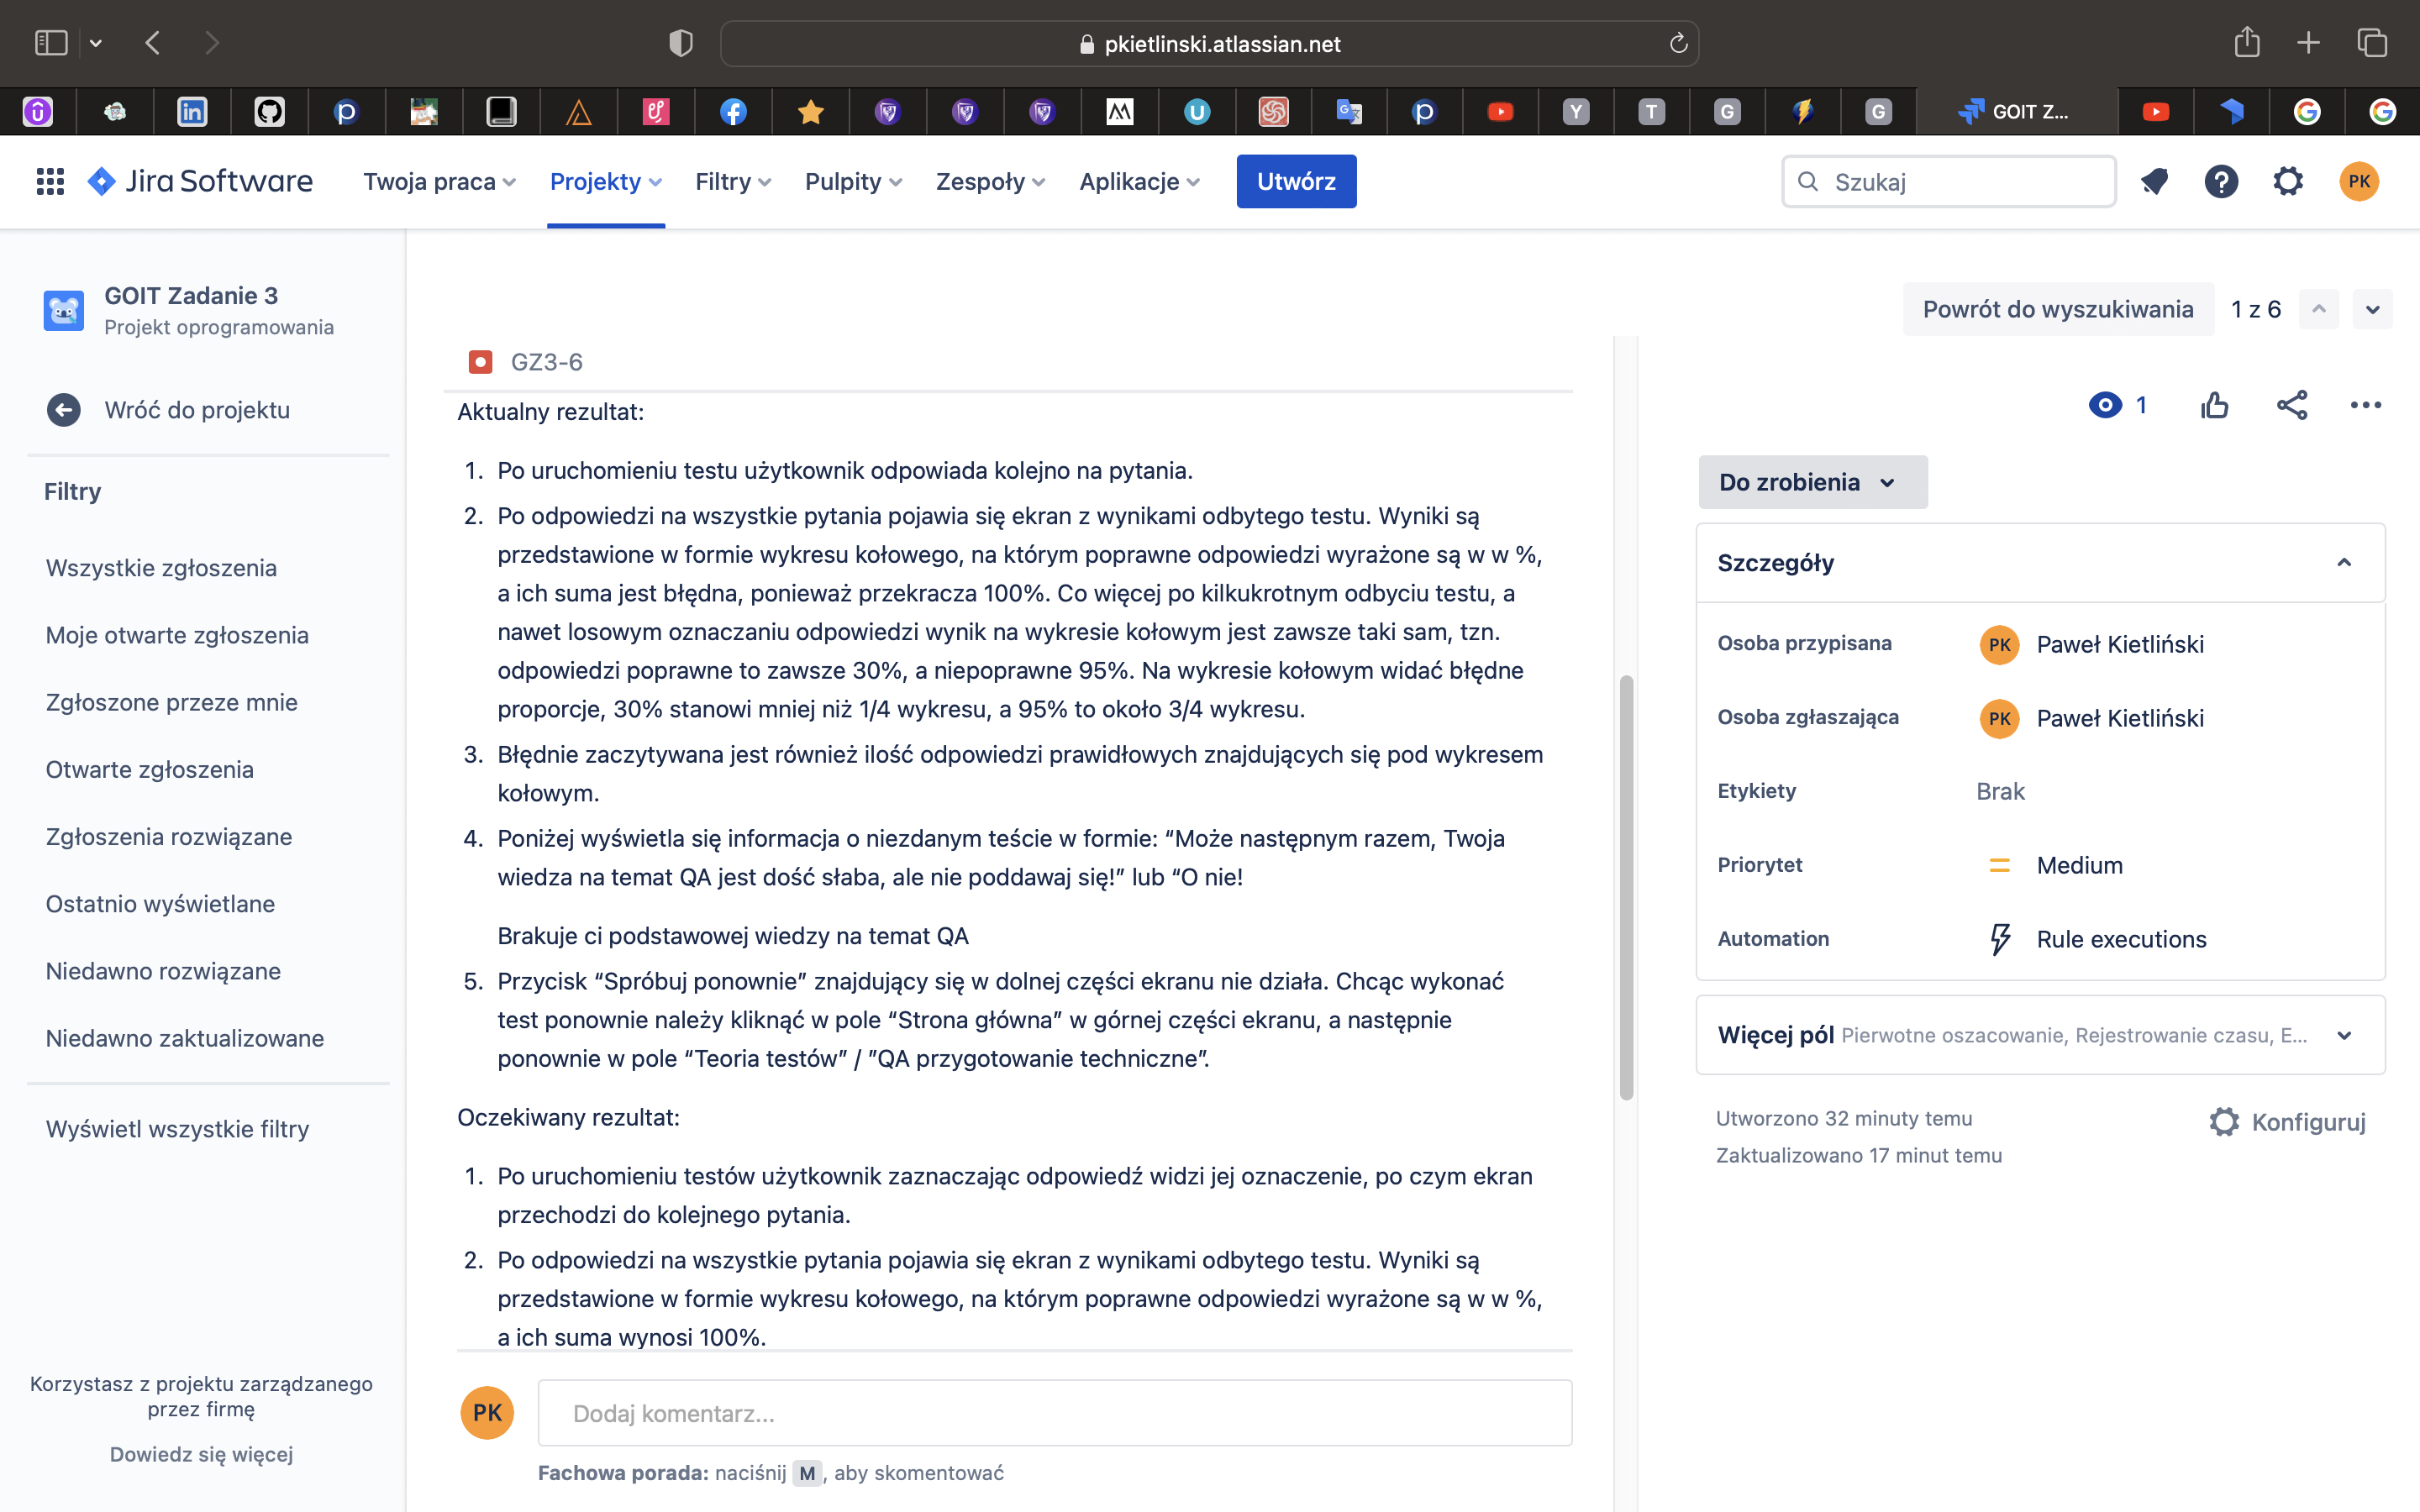 pkietlinski.atlassian.net
GOIT Z...
Jira Software
Twoja praca
Projekty
Filtry
Pulpity
Zespoły
Aplikacje
Utwórz
Szukaj
PK
GOIT Zadanie 3
Projekt oprogramowania
Wróć do projektu
Filtry
Wszystkie zgłoszenia
Moje otwarte zgłoszenia
Zgłoszone przeze mnie
Otwarte zgłoszenia
Zgłoszenia rozwiązane
Ostatnio wyświetlane
Niedawno rozwiązane
Niedawno zaktualizowane
Wyświetl wszystkie filtry
Korzystasz z projektu zarządzanego
przez firmę
Dowiedz się więcej
Powrót do wyszukiwania
1 z 6
GZ3-6
Aktualny rezultat:
1. Po uruchomieniu testu użytkownik odpowiada kolejno na pytania.
2. Po odpowiedzi na wszystkie pytania pojawia się ekran z wynikami odbytego testu. Wyniki są
przedstawione w formie wykresu kołowego, na którym poprawne odpowiedzi wyrażone są w w %,
a ich suma jest błędna, ponieważ przekracza 100%. Co więcej po kilkukrotnym odbyciu testu, a
nawet losowym oznaczaniu odpowiedzi wynik na wykresie kołowym jest zawsze taki sam, tzn.
odpowiedzi poprawne to zawsze 30%, a niepoprawne 95%. Na wykresie kołowym widać błędne
proporcje, 30% stanowi mniej niż 1/4 wykresu, a 95% to około 3/4 wykresu.
3. Błędnie zaczytywana jest również ilość odpowiedzi prawidłowych znajdujących się pod wykresem
kołowym.
4. Poniżej wyświetla się informacja o niezdanym teście w formie: “Może następnym razem, Twoja
wiedza na temat QA jest dość słaba, ale nie poddawaj się!” lub “O nie!
Brakuje ci podstawowej wiedzy na temat QA
5. Przycisk “Spróbuj ponownie” znajdujący się w dolnej części ekranu nie działa. Chcąc wykonać
test ponownie należy kliknąć w pole “Strona główna” w górnej części ekranu, a następnie
ponownie w pole “Teoria testów” / ”QA przygotowanie techniczne”.
Oczekiwany rezultat:
1. Po uruchomieniu testów użytkownik zaznaczając odpowiedź widzi jej oznaczenie, po czym ekran
przechodzi do kolejnego pytania.
2. Po odpowiedzi na wszystkie pytania pojawia się ekran z wynikami odbytego testu. Wyniki są
przedstawione w formie wykresu kołowego, na którym poprawne odpowiedzi wyrażone są w w %,
a ich suma wynosi 100%.
PK
Dodaj komentarz...
Fachowa porada: naciśnij M, aby skomentować
1
Do zrobienia
Szczegóły
Osoba przypisana
PK Paweł Kietliński
Osoba zgłaszająca
PK Paweł Kietliński
Etykiety
Brak
Priorytet
Medium
Automation
Rule executions
Więcej pól Pierwotne oszacowanie, Rejestrowanie czasu, E...
Utworzono 32 minuty temu
Zaktualizowano 17 minut temu
Konfiguruj